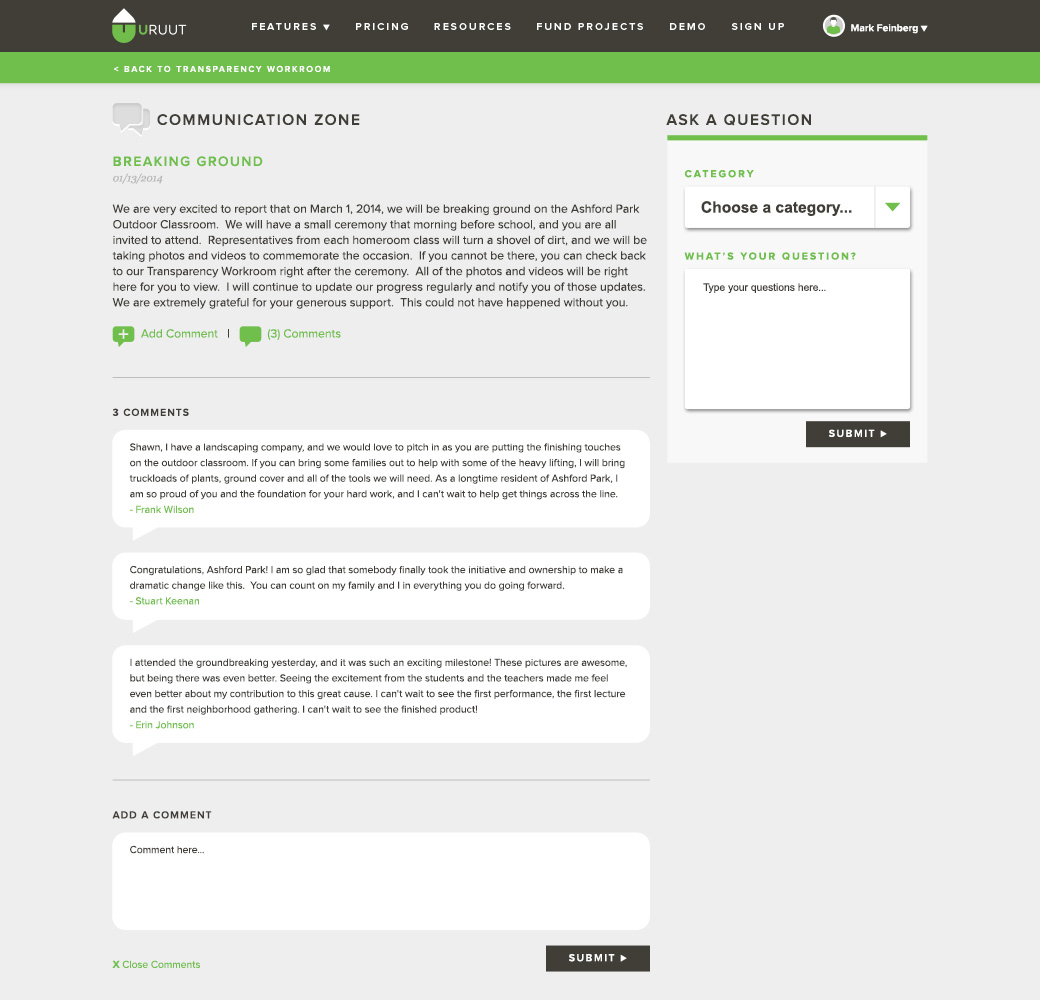 URUUT
FEATURES ▼ PRICING RESOURCES FUND PROJECTS DEMO SIGN UP Mark Feinberg ▼
< BACK TO TRANSPARENCY WORKROOM
COMMUNICATION ZONE
BREAKING GROUND
01/13/2014
We are very excited to report that on March 1, 2014, we will be breaking ground on the Ashford Park
Outdoor Classroom. We will have a small ceremony that morning before school, and you are all
invited to attend. Representatives from each homeroom class will turn a shovel of dirt, and we will be
taking photos and videos to commemorate the occasion. If you cannot be there, you can check back
to our Transparency Workroom right after the ceremony. All of the photos and videos will be right
here for you to view. I will continue to update our progress regularly and notify you of those updates.
We are extremely grateful for your generous support. This could not have happened without you.
Add Comment | (3) Comments
3 COMMENTS
Shawn, I have a landscaping company, and we would love to pitch in as you are putting the finishing touches
on the outdoor classroom. If you can bring some families out to help with some of the heavy lifting, I will bring
truckloads of plants, ground cover and all of the tools we will need. As a longtime resident of Ashford Park, I
am so proud of you and the foundation for your hard work, and I can't wait to help get things across the line.
- Frank Wilson
Congratulations, Ashford Park! I am so glad that somebody finally took the initiative and ownership to make a
dramatic change like this. You can count on my family and I in everything you do going forward.
- Stuart Keenan
I attended the groundbreaking yesterday, and it was such an exciting milestone! These pictures are awesome,
but being there was even better. Seeing the excitement from the students and the teachers made me feel
even better about my contribution to this great cause. I can't wait to see the first performance, the first lecture
and the first neighborhood gathering. I can't wait to see the finished product!
- Erin Johnson
ADD A COMMENT
Comment here...
X Close Comments
SUBMIT ►
ASK A QUESTION
CATEGORY
Choose a category...
WHAT'S YOUR QUESTION?
Type your questions here...
SUBMIT ►